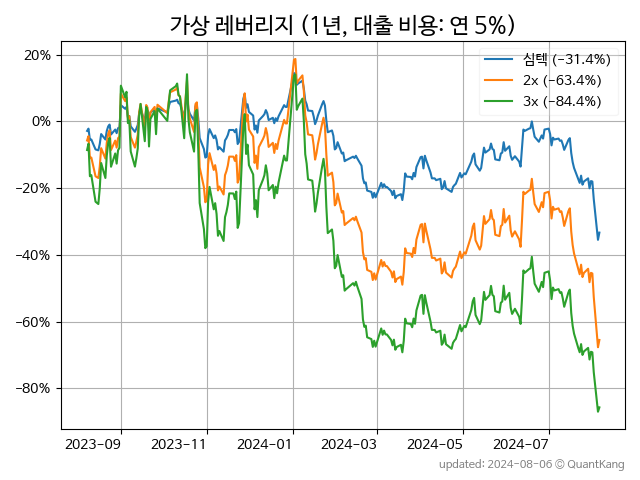 가상 레버리지 (1년, 대출 비용: 연 5%)
심텍 (−31.4%)
2x (−63.4%)
3x (−84.4%)
20%
0%
−20%
−40%
−60%
−80%
2023-09
2023-11
2024-01
2024-03
2024-05
2024-07
updated: 2024-08-06 © QuantKang